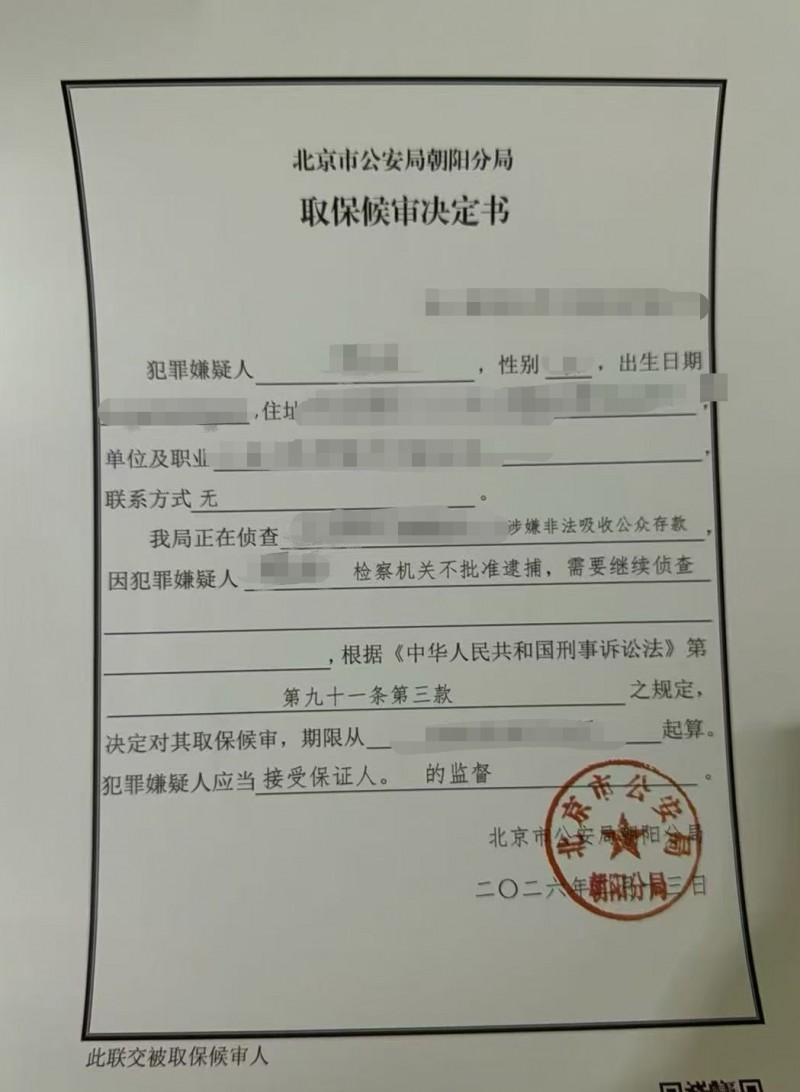 北京市公安局朝阳分局
取保候审决定书
犯罪嫌疑人，性别，出生日期
,住址，
单位及职业，
联系方式无。
我局正在侦查涉嫌非法吸收公众存款，
因犯罪嫌疑人检察机关不批准逮捕，需要继续侦查
，根据《中华人民共和国刑事诉讼法》第
第九十一条第三款之规定，
决定对其取保候审，期限从起算。
犯罪嫌疑人应当接受保证人。的监督。
北京市公安局朝阳分局
二〇二六年月三日
北京市公安局
朝阳分局
此联交被取保候审人